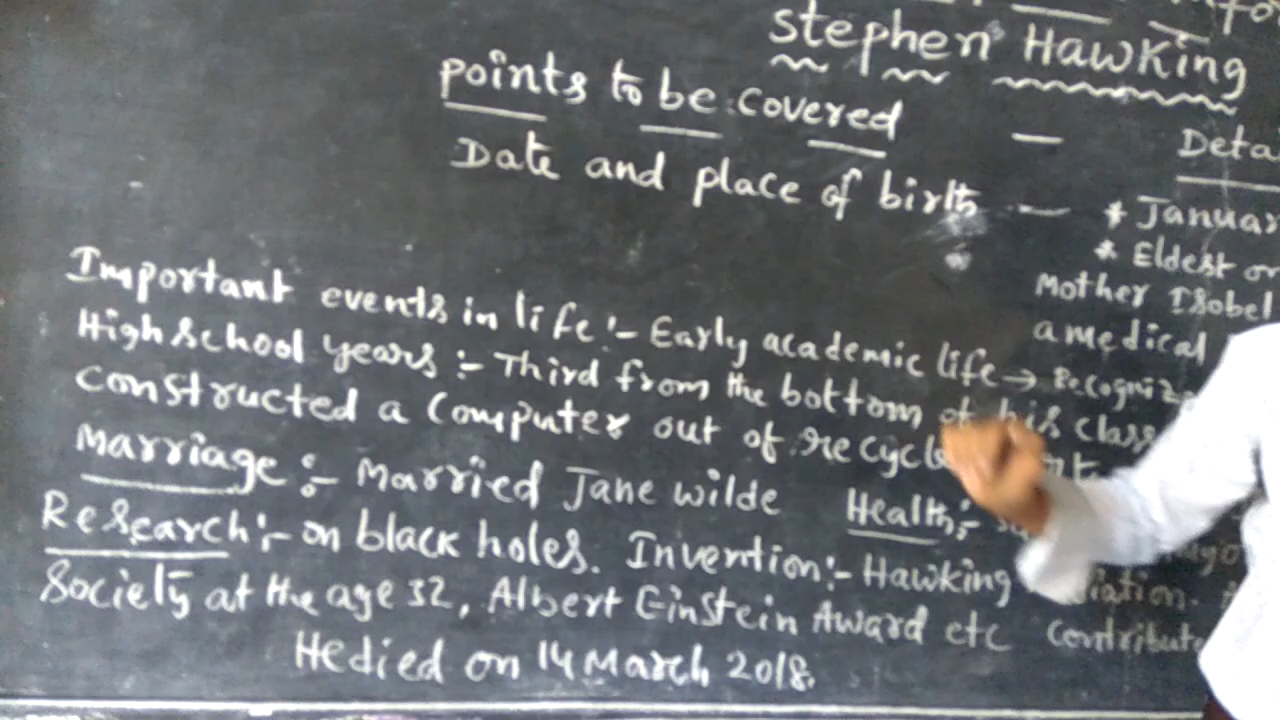 Stephen Hawking
points to be covered — Deta
Date and place of birth — * Januar
* Eldest
Mother Isobel
a medical
Important events in life :- Early academic life → Recogniz
High school years :- Third from the bottom of his class
Constructed a Computer out of recycle
Marriage :- Married Jane wilde Health :-
Research :- on black holes. Invention :- Hawking iation.
Society at the age 32, Albert Einstein Award etc Contribute
He died on 14 March 2018.